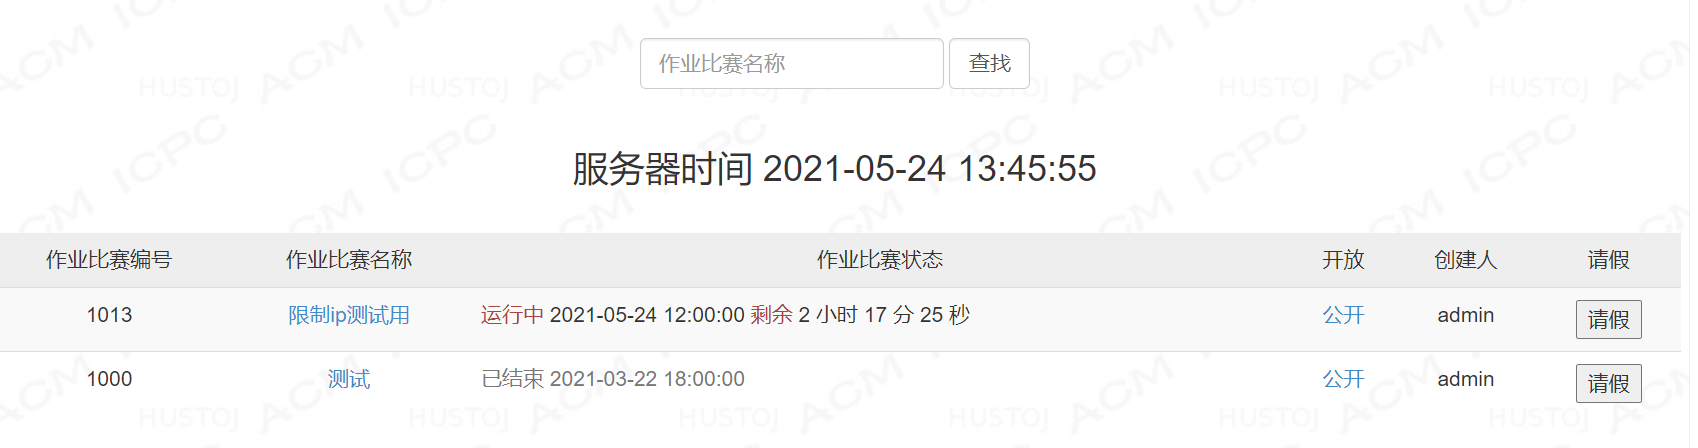 作业比赛名称 查找
服务器时间 2021-05-24 13:45:55
作业比赛编号 作业比赛名称 作业比赛状态 开放 创建人 请假
1013 限制ip测试用 运行中 2021-05-24 12:00:00 剩余 2 小时 17 分 25 秒 公开 admin 请假
1000 测试 已结束 2021-03-22 18:00:00 公开 admin 请假
ACM ICPC HUSTOJ